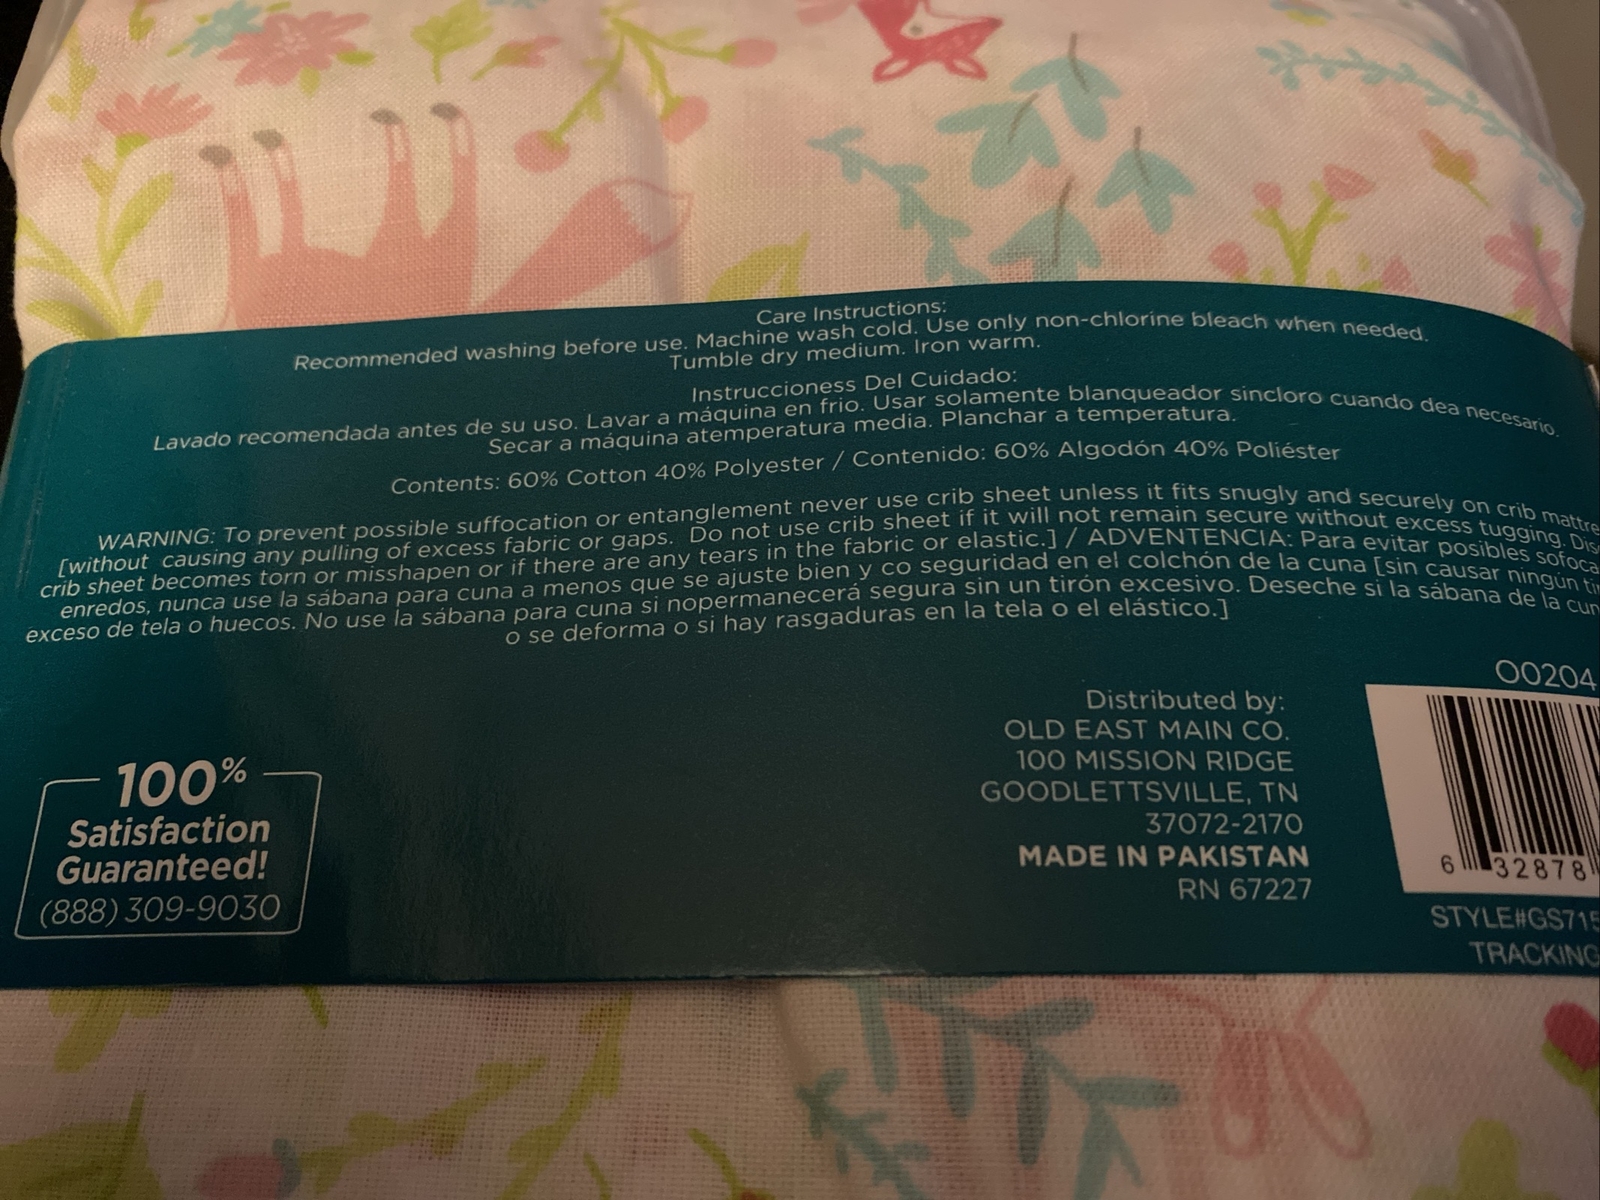 Care Instructions:
Recommended washing before use. Machine wash cold. Use only non-chlorine bleach when needed.
Tumble dry medium. Iron warm.
Instruccioness Del Cuidado:
Lavado recomendada antes de su uso. Lavar a máquina en frio. Usar solamente blanqueador sincloro cuando dea necesario.
Secar a máquina atemperatura media. Planchar a temperatura.
Contents: 60% Cotton 40% Polyester / Contenido: 60% Algodón 40% Poliéster
WARNING: To prevent possible suffocation or entanglement never use crib sheet unless it fits snugly and securely on crib
[without causing any pulling of excess fabric or gaps. Do not use crib sheet if it will not remain secure without excess tugging.
crib sheet becomes torn or misshapen or if there are any tears in the fabric or elastic.] / ADVENTENCIA: Para evitar posibles
enredos, nunca use la sábana para cuna a menos que se ajuste bien y co seguridad en el colchón de la cuna [sin causar ningún
exceso de tela o huecos. No use la sábana para cuna si nopermanecerá segura sin un tirón excesivo. Deseche si la sábana de la
o se deforma o si hay rasgaduras en la tela o el elástico.]
100%
Satisfaction
Guaranteed!
(888) 309-9030
Distributed by:
OLD EAST MAIN CO.
100 MISSION RIDGE
GOODLETTSVILLE, TN
37072-2170
MADE IN PAKISTAN
RN 67227
OO204
6 32878
STYLE#GS715
TRACKING